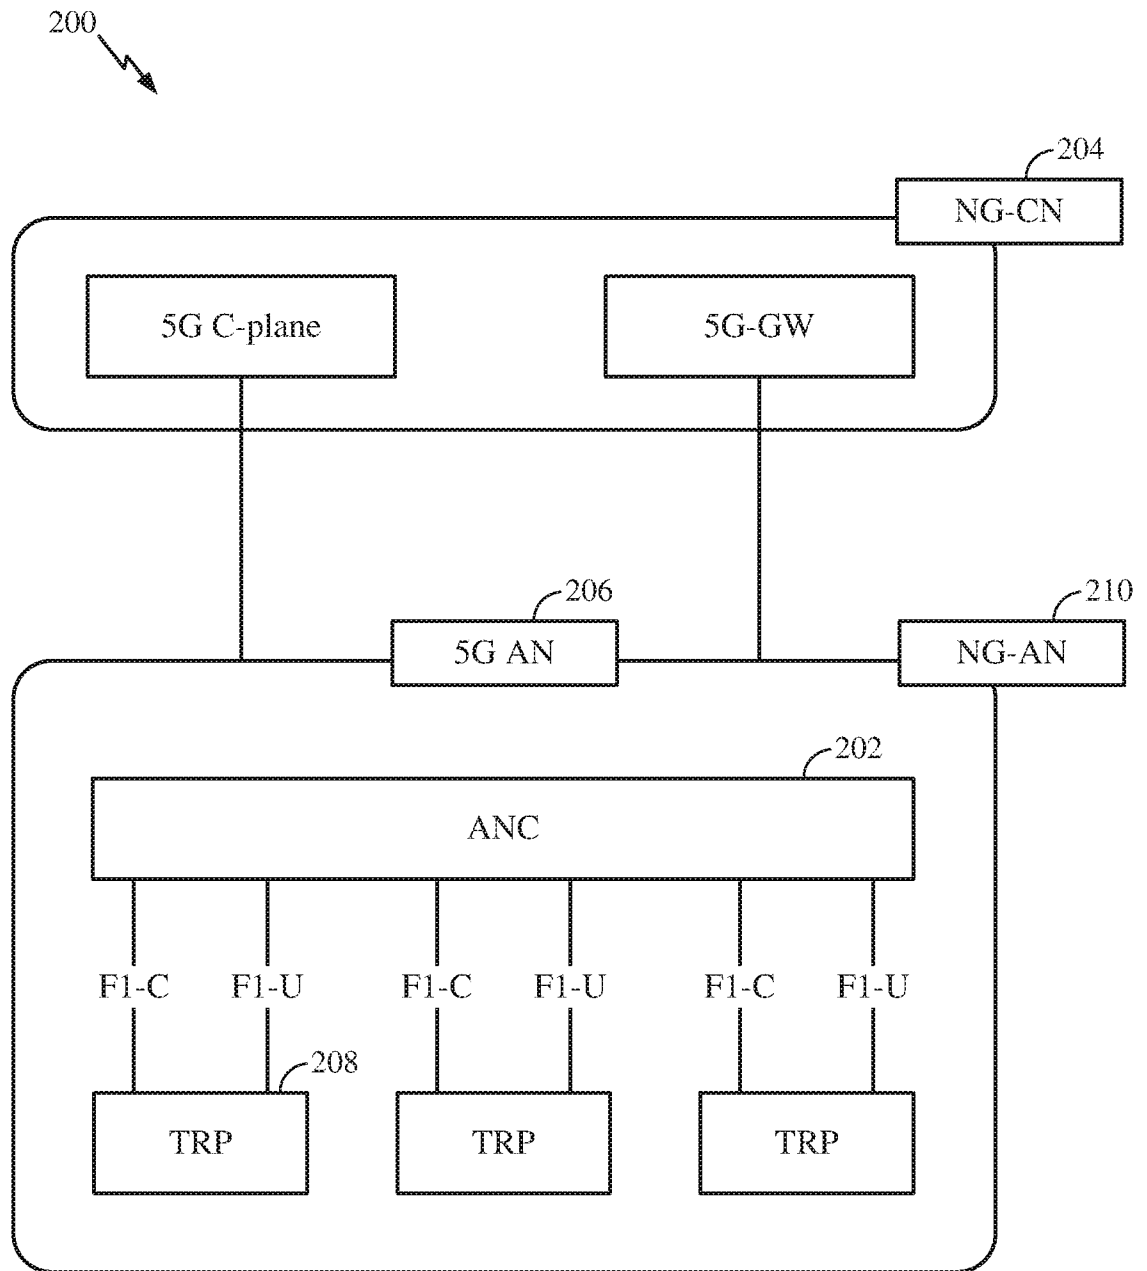 200
204
NG-CN
5G C-plane
5G-GW
206
210
5G AN
NG-AN
202
ANC
F1-C F1-U F1-C F1-U F1-C F1-U
208
TRP TRP TRP